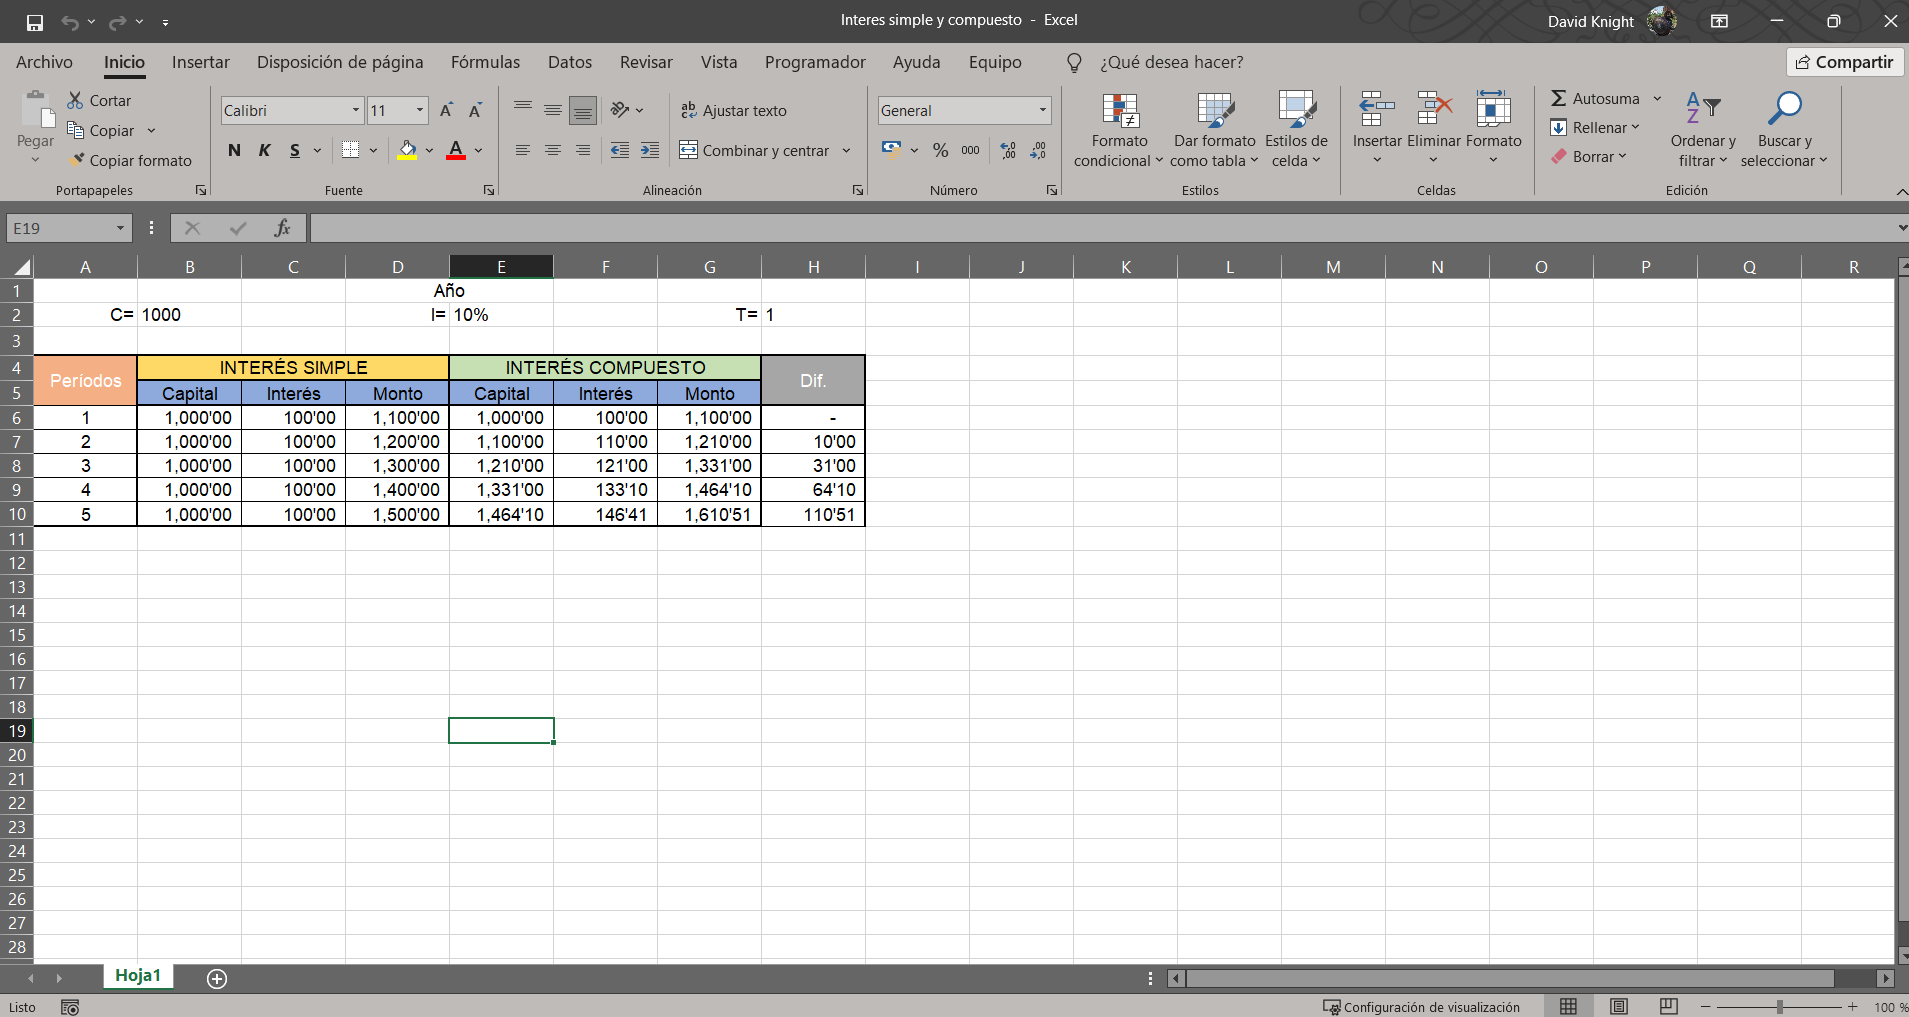 Interes simple y compuesto - Excel
David Knight
Archivo Inicio Insertar Disposición de página Fórmulas Datos Revisar Vista Programador Ayuda Equipo ¿Qué desea hacer? Compartir
Pegar
Cortar
Copiar
Copiar formato
Portapapeles
Calibri 11
N K S
Fuente
Ajustar texto
Combinar y centrar
Alineación
General
% 000
Número
Formato condicional
Dar formato como tabla
Estilos de celda
Estilos
Insertar Eliminar Formato
Celdas
Autosuma
Rellenar
Borrar
Ordenar y filtrar
Buscar y seleccionar
Edición
E19 fx
A B C D E F G H I J K L M N O P Q R
1 Año
2 C= 1000 I= 10% T= 1
3
4 Períodos INTERÉS SIMPLE INTERÉS COMPUESTO Dif.
5 Capital Interés Monto Capital Interés Monto
6 1 1,000'00 100'00 1,100'00 1,000'00 100'00 1,100'00 -
7 2 1,000'00 100'00 1,200'00 1,100'00 110'00 1,210'00 10'00
8 3 1,000'00 100'00 1,300'00 1,210'00 121'00 1,331'00 31'00
9 4 1,000'00 100'00 1,400'00 1,331'00 133'10 1,464'10 64'10
10 5 1,000'00 100'00 1,500'00 1,464'10 146'41 1,610'51 110'51
11
12
13
14
15
16
17
18
19
20
21
22
23
24
25
26
27
28
Hoja1
Listo Configuración de visualización 100 %